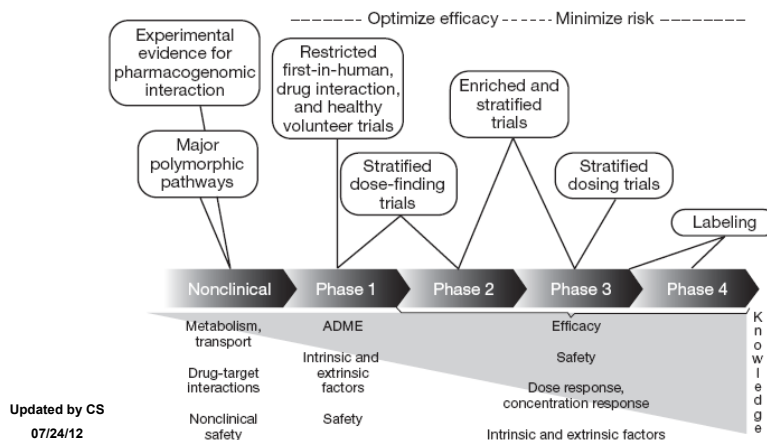 Optimize efficacy
Minimize risk
Experimental
evidence for
pharmacogenomic
interaction
Restricted
first-in-human,
drug interaction,
and healthy
volunteer trials
Enriched and
stratified
trials
Major
polymorphic
pathways
Stratified
dose-finding
trials
Stratified
dosing trials
Labeling
Nonclinical
Phase 1
Phase 2
Phase 3
Phase 4
Metabolism,
transport
Drug-target
interactions
Nonclinical
safety
ADME
Intrinsic and
extrinsic
factors
Safety
Efficacy
Safety
Dose response,
concentration response
Intrinsic and extrinsic factors
Knowledge
Updated by CS
07/24/12